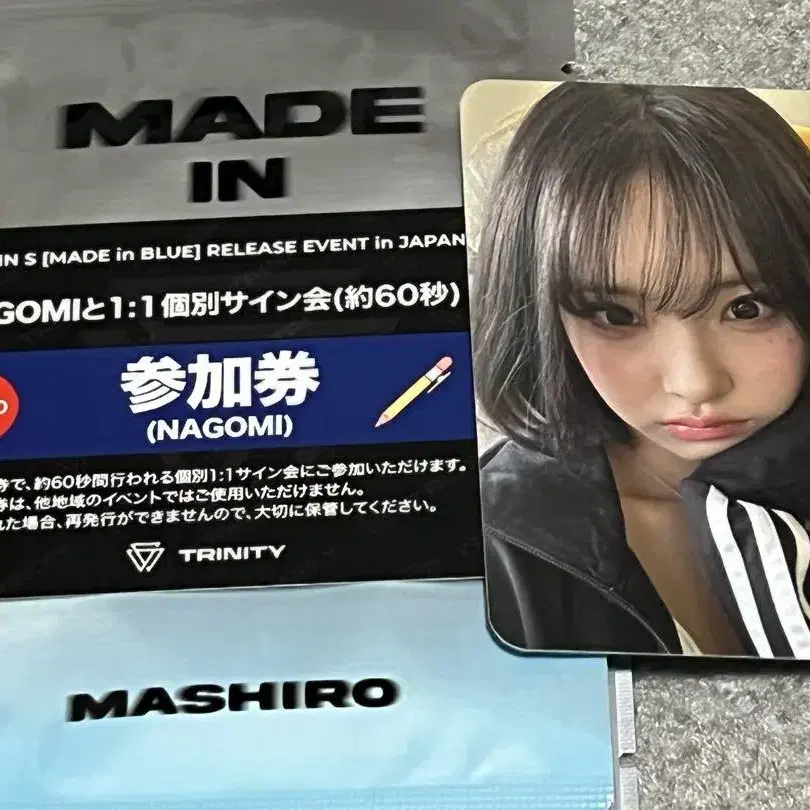 MADE
IN
IN S [MADE in BLUE] RELEASE EVENT in JAPAN
GOMIと1:1個別サイン会(約60秒)
参加券
(NAGOMI)
券で、約60秒間行われる個別1:1サイン会にご参加いただけます。
券は、他地域のイベントではご使用いただけません。
れた場合、再発行ができませんので、大切に保管してください。
TRINITY
MASHIRO